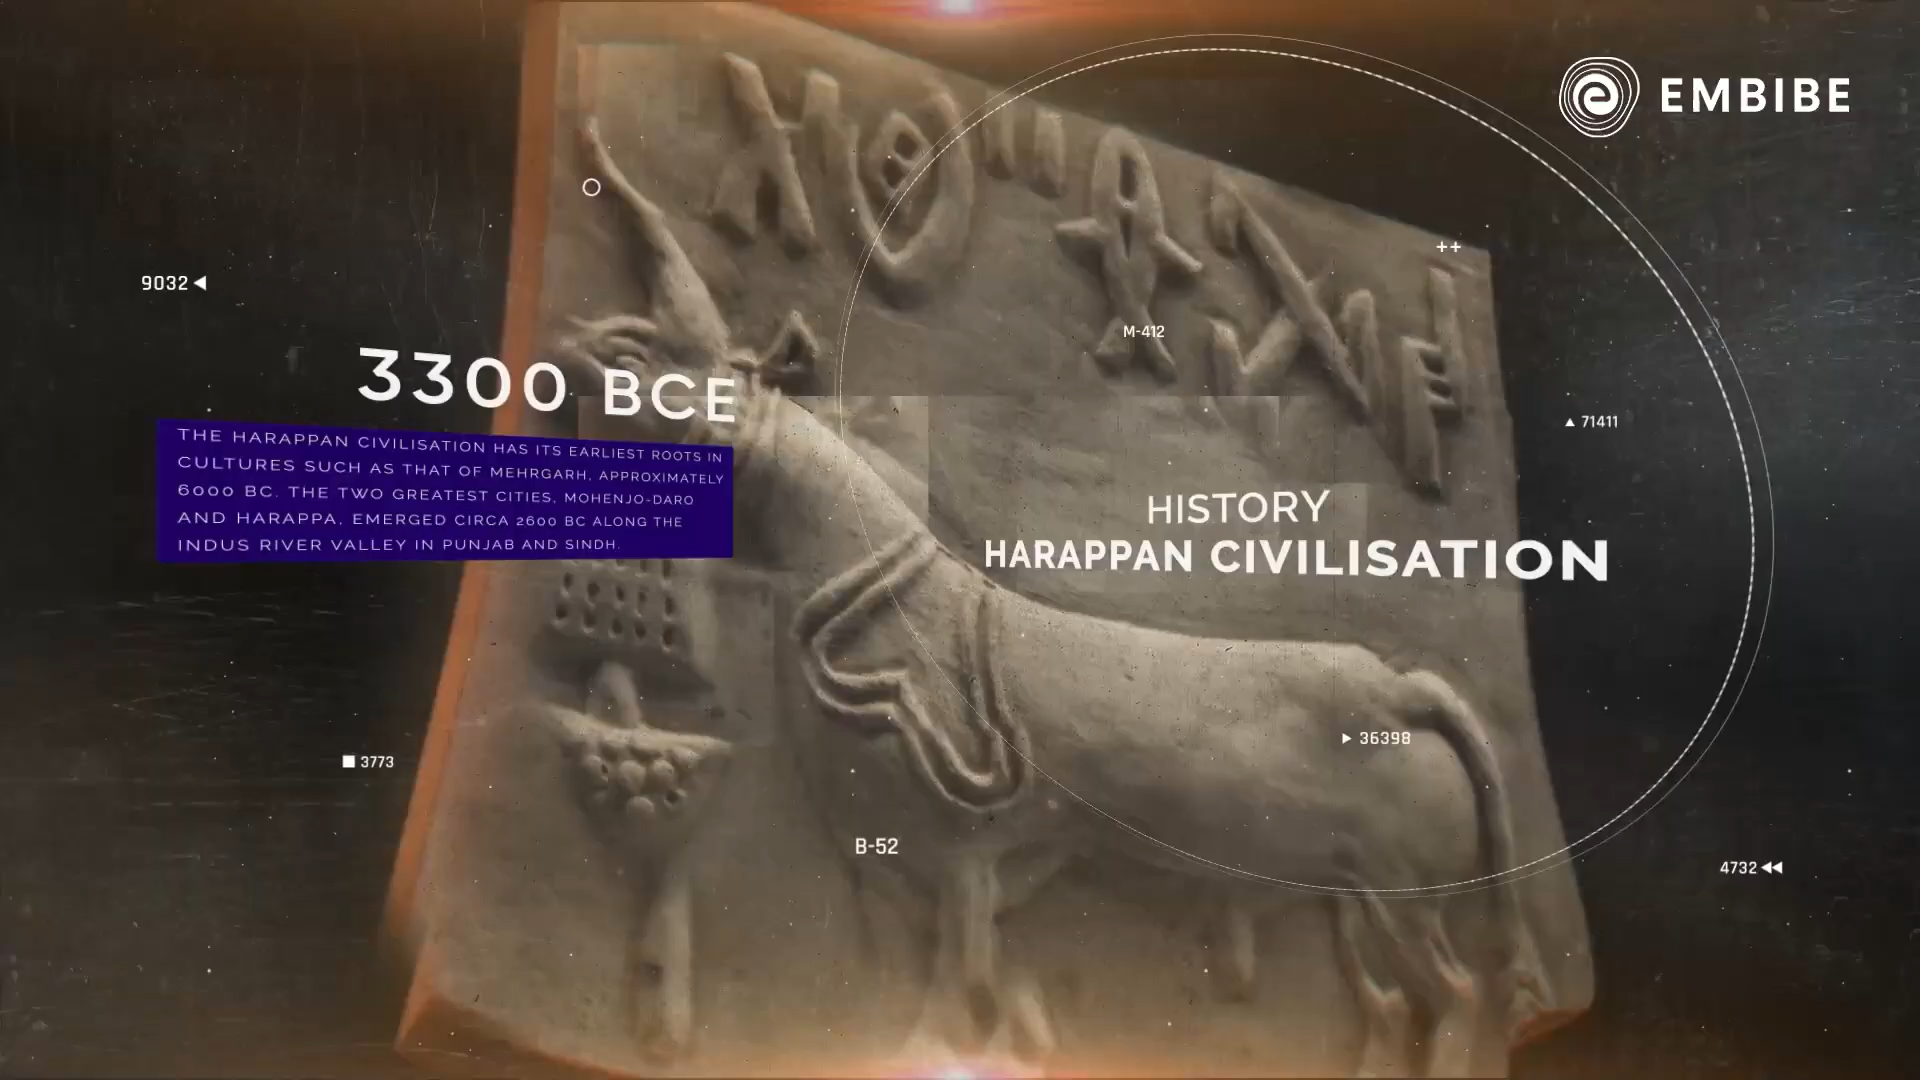 EMBIBE
++
9032
M-412
3300 BCE
71411
THE HARAPPAN CIVILISATION HAS ITS EARLIEST ROOTS IN
CULTURES SUCH AS THAT OF MEHRGARH, APPROXIMATELY
6000 BC. THE TWO GREATEST CITIES, MOHENJO-DARO
AND HARAPPA, EMERGED CIRCA 2600 BC ALONG THE
INDUS RIVER VALLEY IN PUNJAB AND SINDH.
HISTORY
HARAPPAN CIVILISATION
36398
3773
B-52
4732